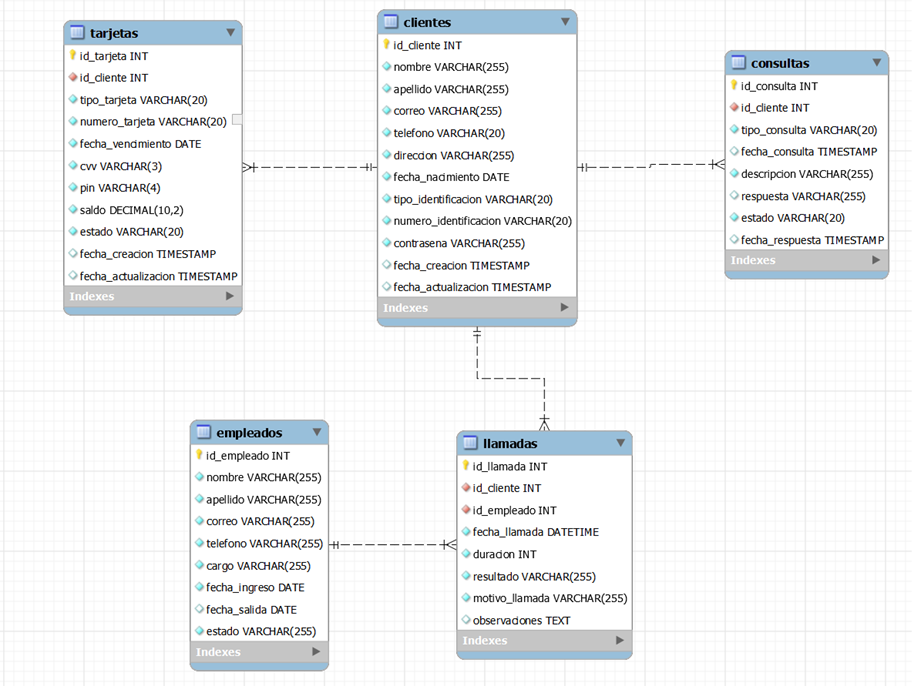 tarjetas
id_tarjeta INT
id_cliente INT
tipo_tarjeta VARCHAR(20)
numero_tarjeta VARCHAR(20)
fecha_vencimiento DATE
cvv VARCHAR(3)
pin VARCHAR(4)
saldo DECIMAL(10,2)
estado VARCHAR(20)
fecha_creacion TIMESTAMP
fecha_actualizacion TIMESTAMP
Indexes
clientes
id_cliente INT
nombre VARCHAR(255)
apellido VARCHAR(255)
correo VARCHAR(255)
telefono VARCHAR(20)
direccion VARCHAR(255)
fecha_nacimiento DATE
tipo_identificacion VARCHAR(20)
numero_identificacion VARCHAR(20)
contrasena VARCHAR(255)
fecha_creacion TIMESTAMP
fecha_actualizacion TIMESTAMP
Indexes
consultas
id_consulta INT
id_cliente INT
tipo_consulta VARCHAR(20)
fecha_consulta TIMESTAMP
descripcion VARCHAR(255)
respuesta VARCHAR(255)
estado VARCHAR(20)
fecha_respuesta TIMESTAMP
Indexes
empleados
id_empleado INT
nombre VARCHAR(255)
apellido VARCHAR(255)
correo VARCHAR(255)
telefono VARCHAR(255)
cargo VARCHAR(255)
fecha_ingreso DATE
fecha_salida DATE
estado VARCHAR(255)
Indexes
llamadas
id_llamada INT
id_cliente INT
id_empleado INT
fecha_llamada DATETIME
duracion INT
resultado VARCHAR(255)
motivo_llamada VARCHAR(255)
observaciones TEXT
Indexes